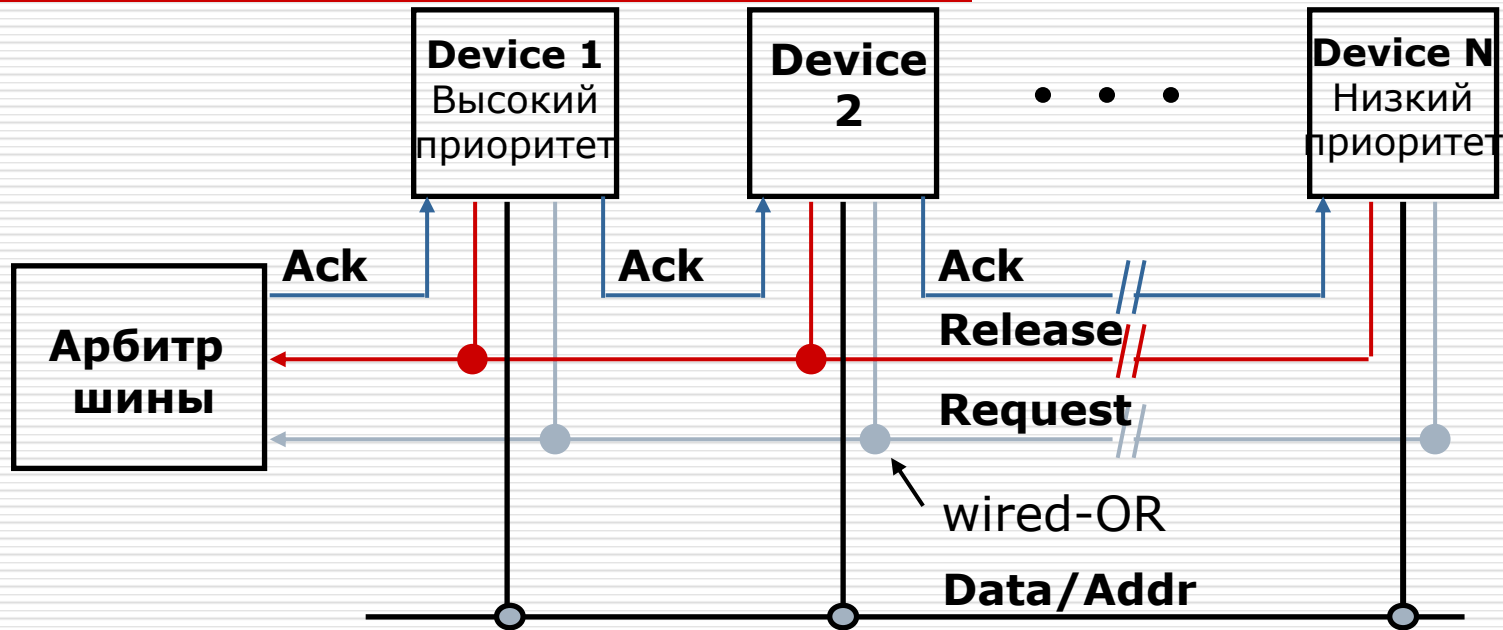 Device 1
Высокий
приоритет
Device
2
Device N
Низкий
приоритет
Ack
Ack
Ack
Арбитр
шины
Release
Request
wired-OR
Data/Addr